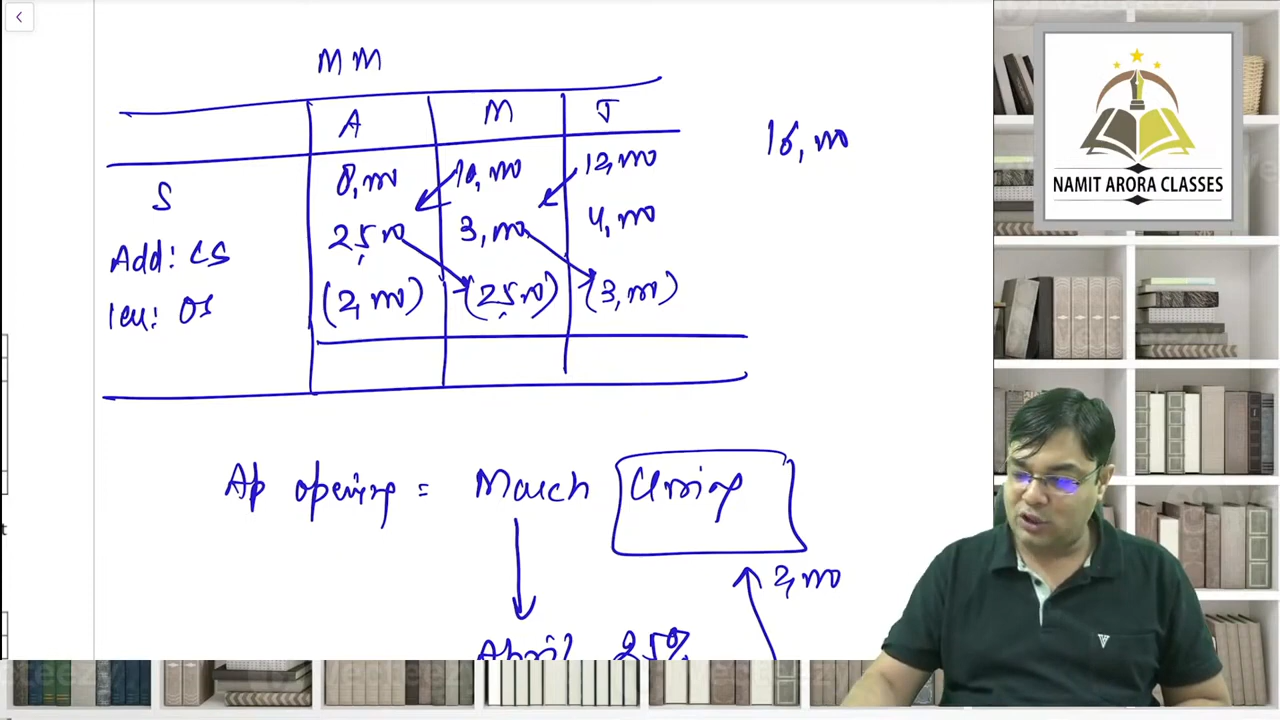 MM
A M J
S 8,000 10,000 12,000
16,000
Add: CS 2,500 3,000 4,000
Less: OS (2,000) (2,500) (3,000)
Ap opening = March Closing
2,000
April 25%
NAMIT ARORA CLASSES